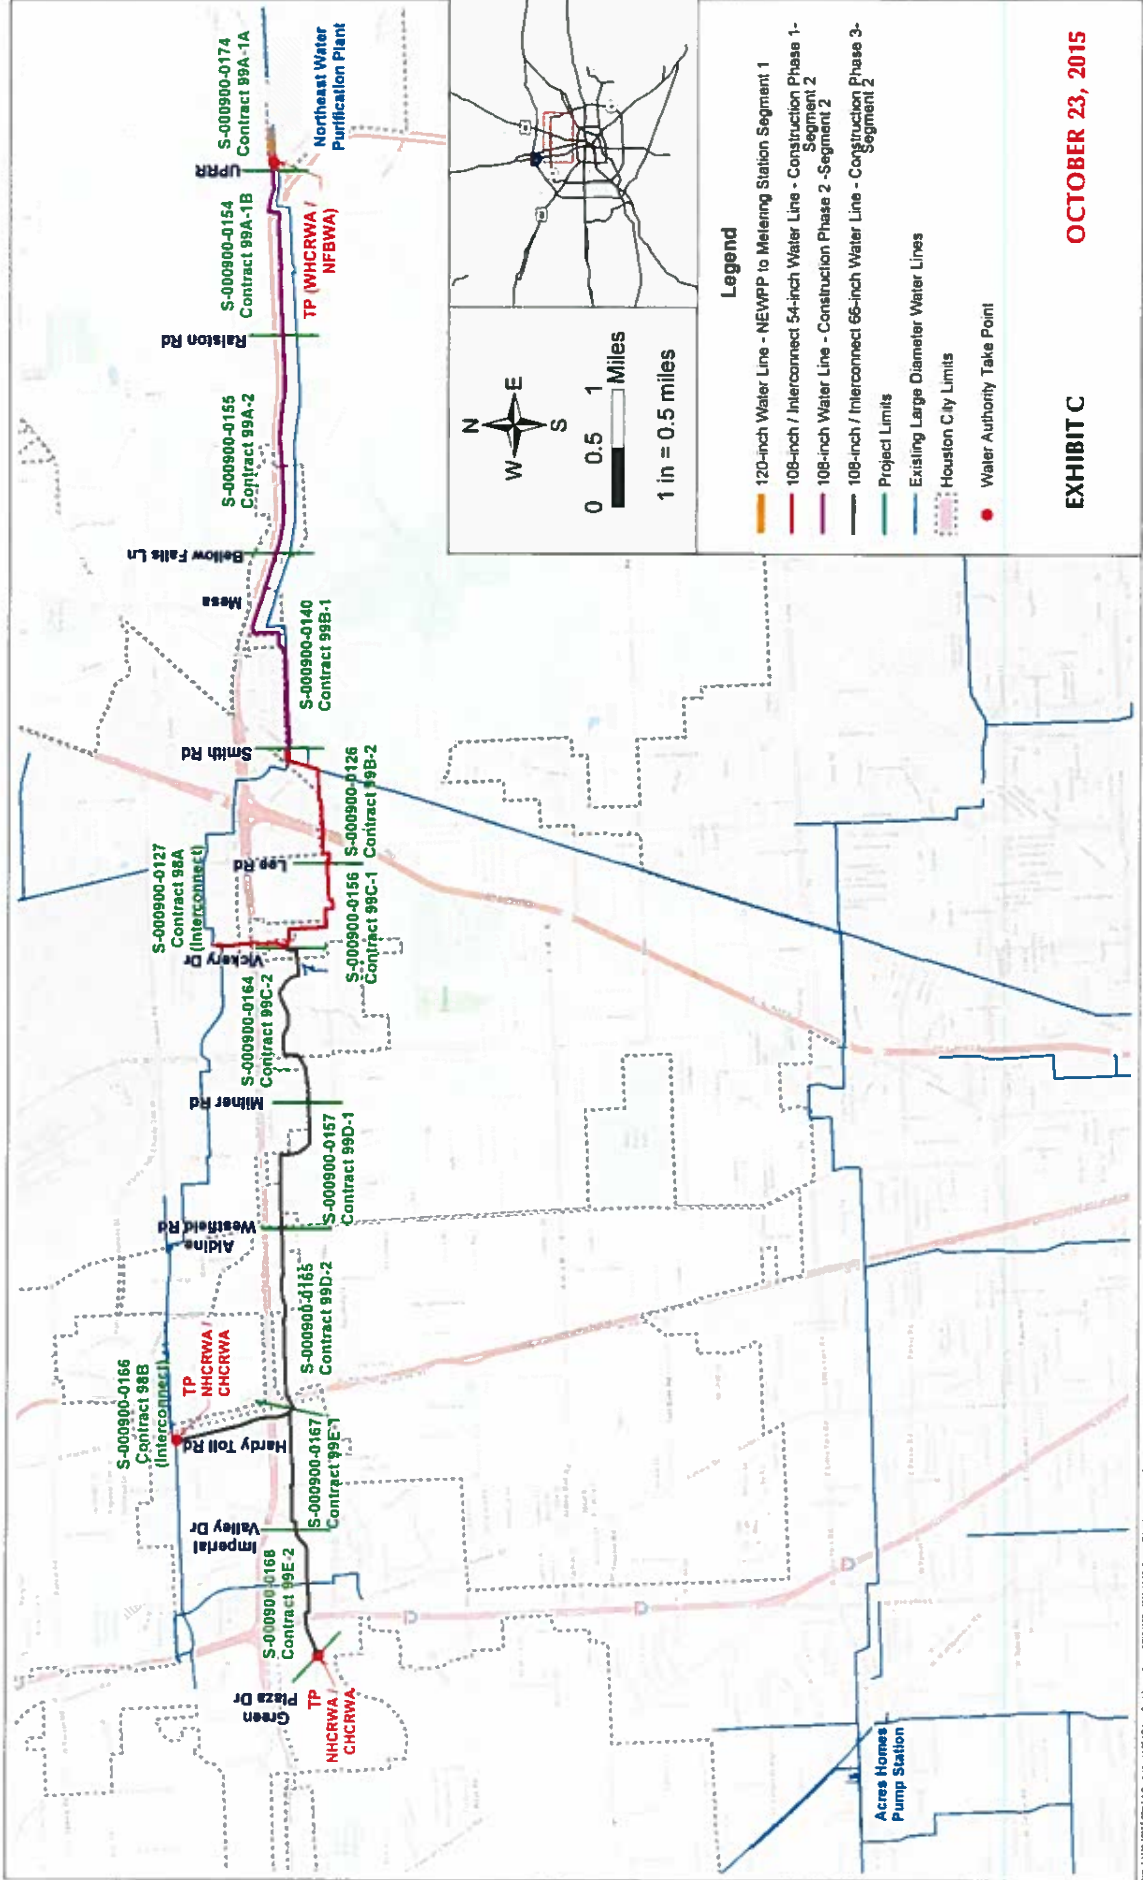 S-000900-0168
Contract 99E-2
Green
Plaza Dr
TP
NHCRWA /
CHCRWA
Imperial
Valley Dr
S-000900-0167
Contract 99E-1
S-000900-0166
Contract 98B
(Interconnect)
TP
NHCRWA /
CHCRWA
Hardy Toll Rd
S-000900-0165
Contract 99D-2
Aldine
Westfield Rd
S-000900-0157
Contract 99D-1
Milner Rd
S-000900-0164
Contract 99C-2
Vickery Dr
S-000900-0127
Contract 98A
(Interconnect)
S-000900-0156
Contract 99C-1
Lee Rd
S-000900-0126
Contract 99B-2
Smith Rd
S-000900-0140
Contract 99B-1
Mesa
Bellow Falls Ln
S-000900-0155
Contract 99A-2
Ralston Rd
S-000900-0154
Contract 99A-1B
TP (WHCRWA /
NFBWA)
UPRR
S-000900-0174
Contract 99A-1A
Northeast Water
Purification Plant
Acres Homes
Pump Station
N
W
E
S
0 0.5 1
Miles
1 in = 0.5 miles
Legend
120-inch Water Line - NEWPP to Metering Station Segment 1
108-inch / Interconnect 54-inch Water Line - Construction Phase 1-
Segment 2
108-inch Water Line - Construction Phase 2 -Segment 2
108-inch / Interconnect 66-inch Water Line - Construction Phase 3-
Segment 2
Project Limits
Existing Large Diameter Water Lines
Houston City Limits
Water Authority Take Point
EXHIBIT C
OCTOBER 23, 2015